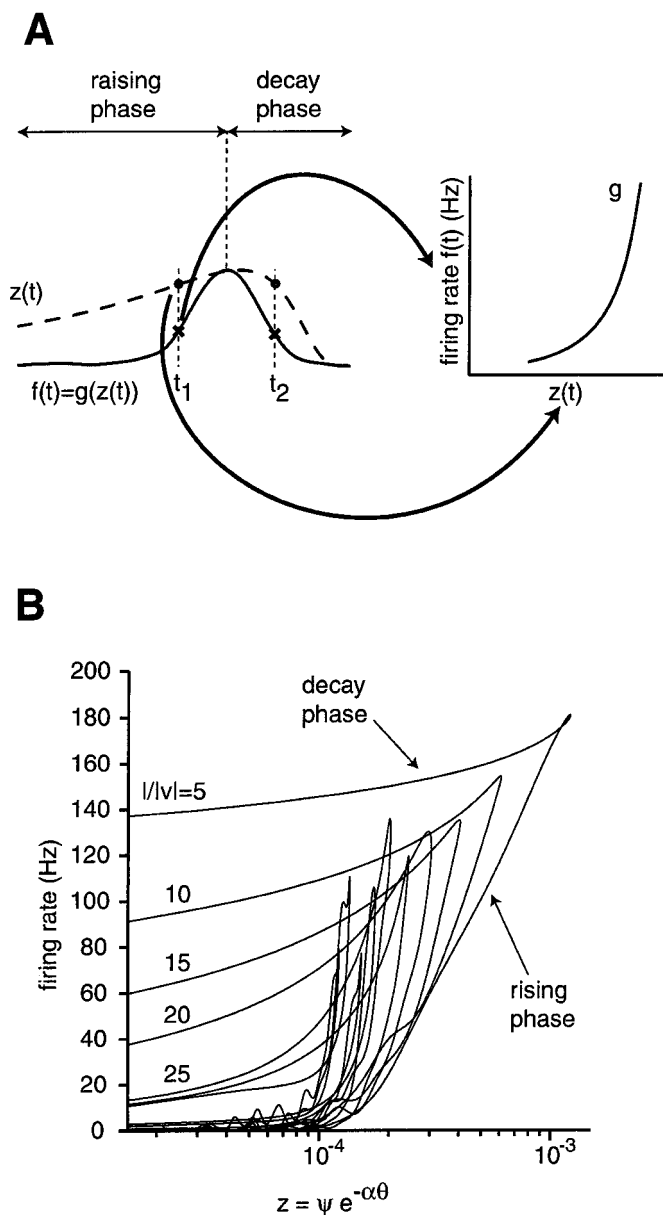 A
raising
phase
decay
phase
z(t)
f(t)=g(z(t))
t1
t2
firing rate f(t) (Hz)
g
z(t)
B
200
180
160
140
120
100
80
60
40
20
0
firing rate (Hz)
decay
phase
l/|v|=5
10
15
20
25
rising
phase
10-4
10-3
z = ψ e-αθ